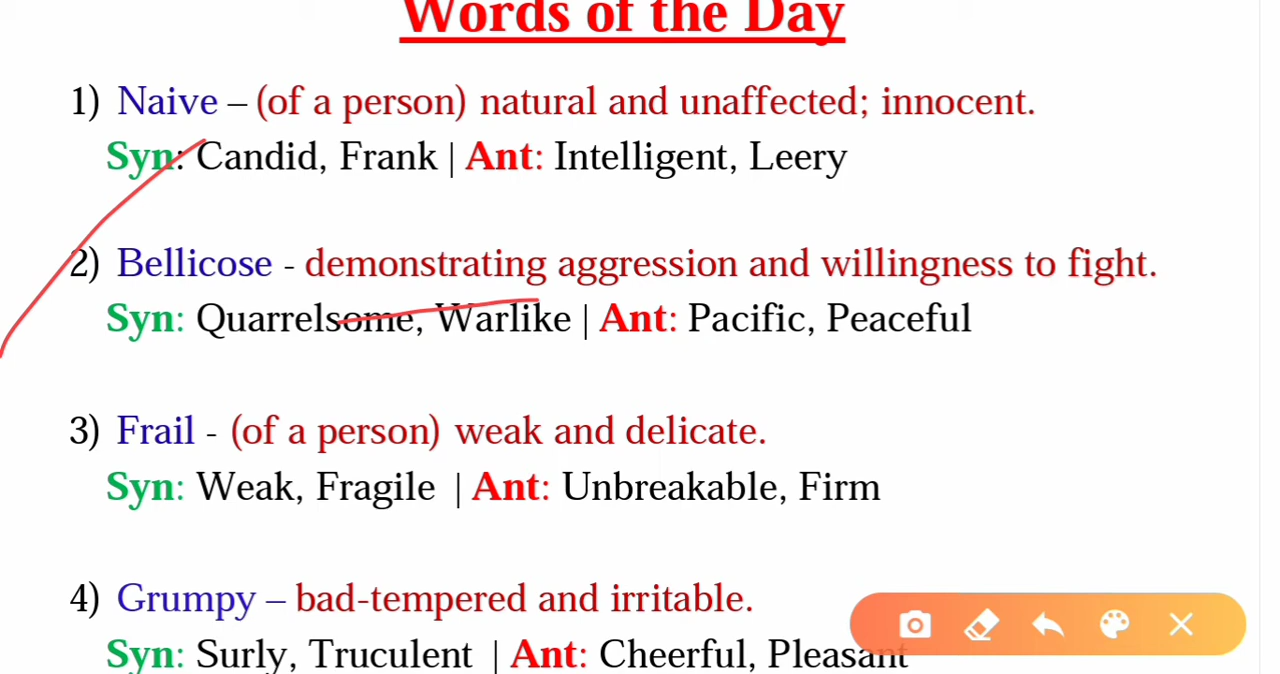 Words of the Day
1) Naive – (of a person) natural and unaffected; innocent.
Syn: Candid, Frank | Ant: Intelligent, Leery
2) Bellicose - demonstrating aggression and willingness to fight.
Syn: Quarrelsome, Warlike | Ant: Pacific, Peaceful
3) Frail - (of a person) weak and delicate.
Syn: Weak, Fragile | Ant: Unbreakable, Firm
4) Grumpy – bad-tempered and irritable.
Syn: Surly, Truculent | Ant: Cheerful, Pleasant